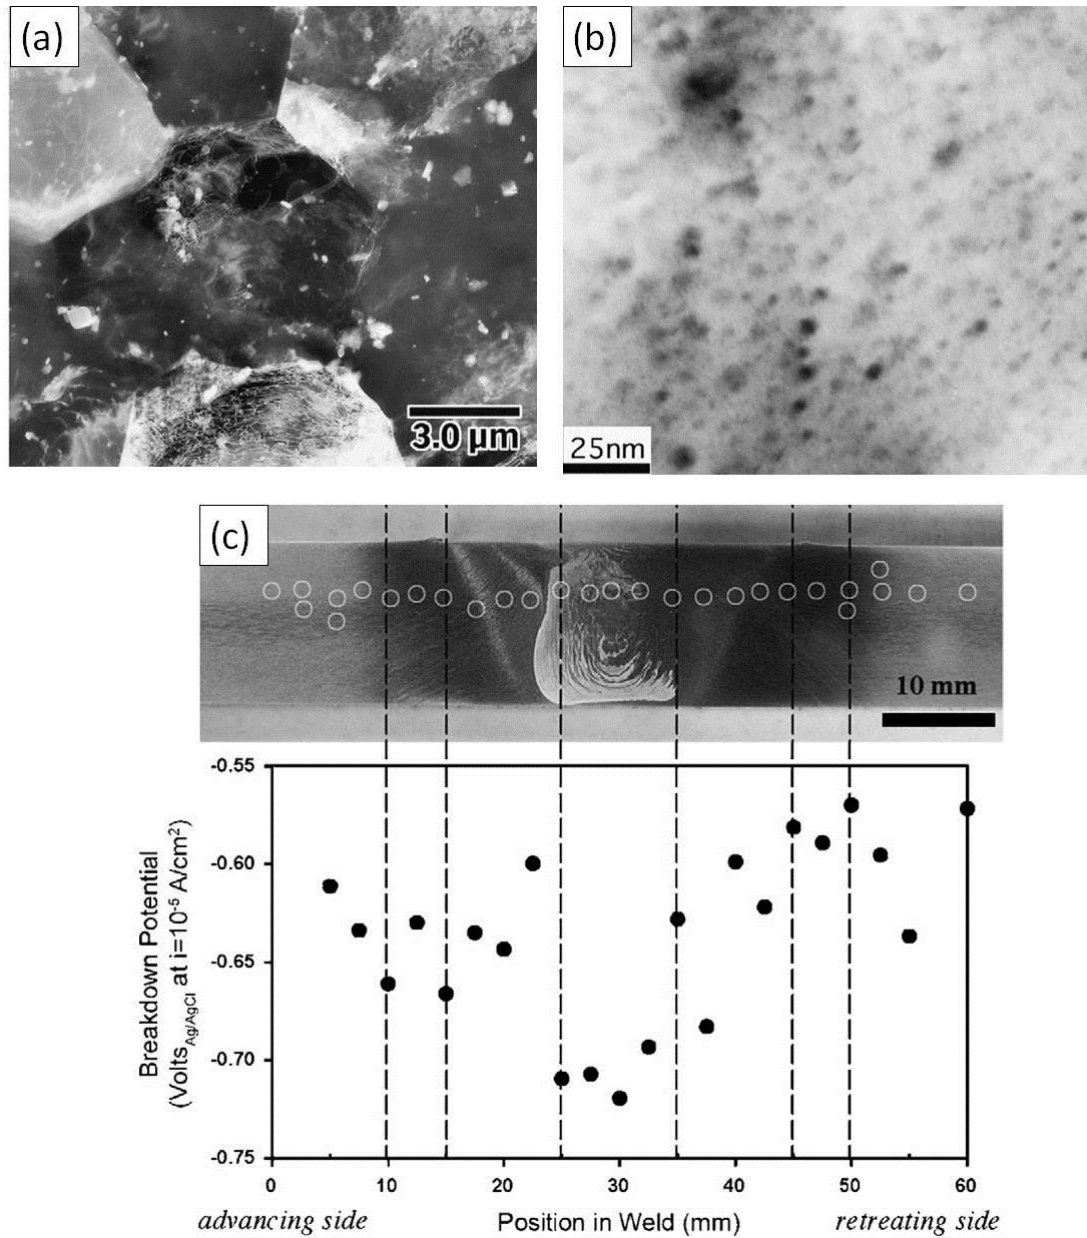 (a)
(b)
3.0 μm
25nm
(c)
10 mm
-0.55
-0.60
-0.65
-0.70
-0.75
Breakdown Potential
(Volts Ag/AgCl at i=10⁻⁵ A/cm²)
0 10 20 30 40 50 60
advancing side Position in Weld (mm) retreating side